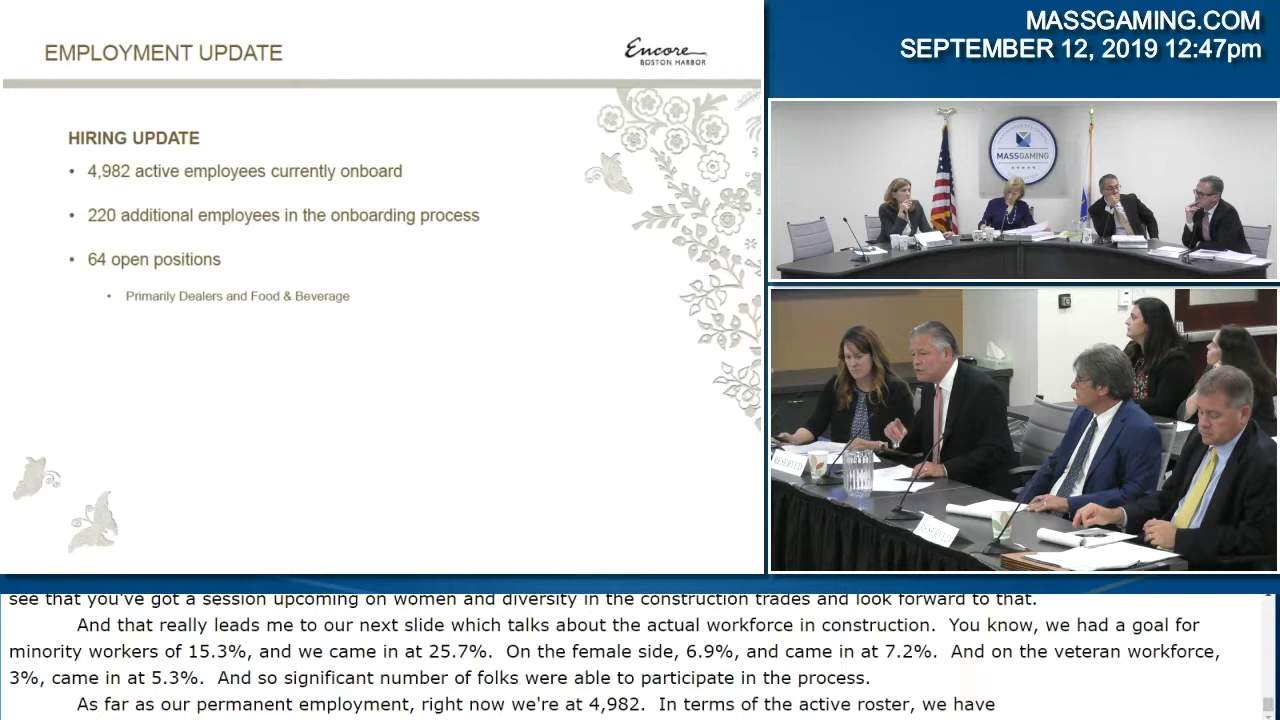 EMPLOYMENT UPDATE
Encore
BOSTON HARBOR
HIRING UPDATE
• 4,982 active employees currently onboard
• 220 additional employees in the onboarding process
• 64 open positions
• Primarily Dealers and Food & Beverage
MASSGAMING.COM
SEPTEMBER 12, 2019 12:47pm
MASSGAMING
RESERVED
RESERVED
see that you've got a session upcoming on women and diversity in the construction trades and look forward to that.
And that really leads me to our next slide which talks about the actual workforce in construction. You know, we had a goal for
minority workers of 15.3%, and we came in at 25.7%. On the female side, 6.9%, and came in at 7.2%. And on the veteran workforce,
3%, came in at 5.3%. And so significant number of folks were able to participate in the process.
As far as our permanent employment, right now we're at 4,982. In terms of the active roster, we have